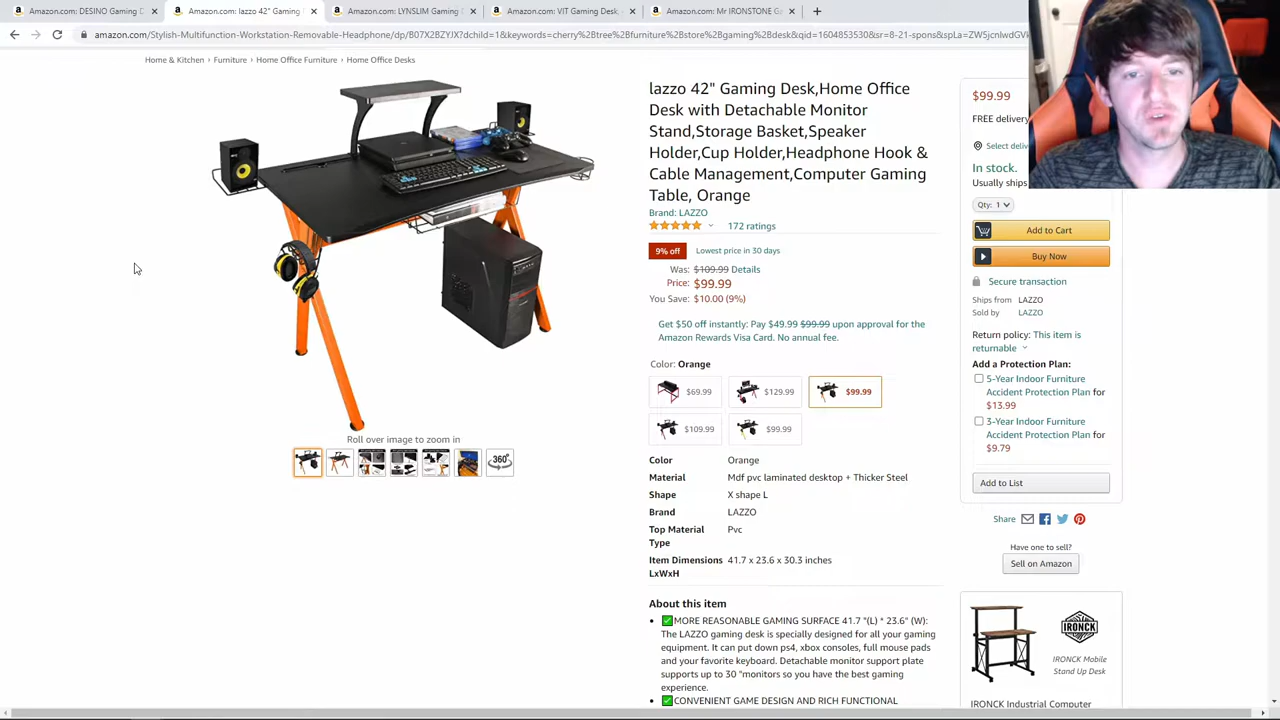 Amazon.com: DESINO Gaming D
Amazon.com: lazzo 42" Gaming
Amazon.com: LYNSLIM Gaming
Amazon.com: VIT Gaming Desk,
Amazon.com: Mr IRONSTONE Ga
Home & Kitchen › Furniture › Home Office Furniture › Home Office Desks
lazzo 42" Gaming Desk,Home Office
Desk with Detachable Monitor
Stand,Storage Basket,Speaker
Holder,Cup Holder,Headphone Hook &
Cable Management,Computer Gaming
Table, Orange
Brand: LAZZO
172 ratings
9% off Lowest price in 30 days
Was: $109.99 Details
Price: $99.99
You Save: $10.00 (9%)
Get $50 off instantly: Pay $49.99 $99.99 upon approval for the
Amazon Rewards Visa Card. No annual fee.
Color: Orange
$69.99 $129.99 $99.99
$109.99 $99.99
Color Orange
Material Mdf pvc laminated desktop + Thicker Steel
Shape X shape L
Brand LAZZO
Top Material Pvc
Type
Item Dimensions 41.7 x 23.6 x 30.3 inches
LxWxH
About this item
MORE REASONABLE GAMING SURFACE 41.7 "(L) * 23.6" (W):
The LAZZO gaming desk is specially designed for all your gaming
equipment. It can put down ps4, xbox consoles, full mouse pads
and your favorite keyboard. Detachable monitor support plate
supports up to 30 "monitors so you have the best gaming
experience.
CONVENIENT GAME DESIGN AND RICH FUNCTIONAL
Roll over image to zoom in
360°
$99.99
FREE delivery
Select deliv
In stock.
Usually ships
Qty: 1
Add to Cart
Buy Now
Secure transaction
Ships from LAZZO
Sold by LAZZO
Return policy: This item is
returnable
Add a Protection Plan:
5-Year Indoor Furniture
Accident Protection Plan for
$13.99
3-Year Indoor Furniture
Accident Protection Plan for
$9.79
Add to List
Share
Have one to sell?
Sell on Amazon
IRONCK
IRONCK Mobile
Stand Up Desk
IRONCK Industrial Computer